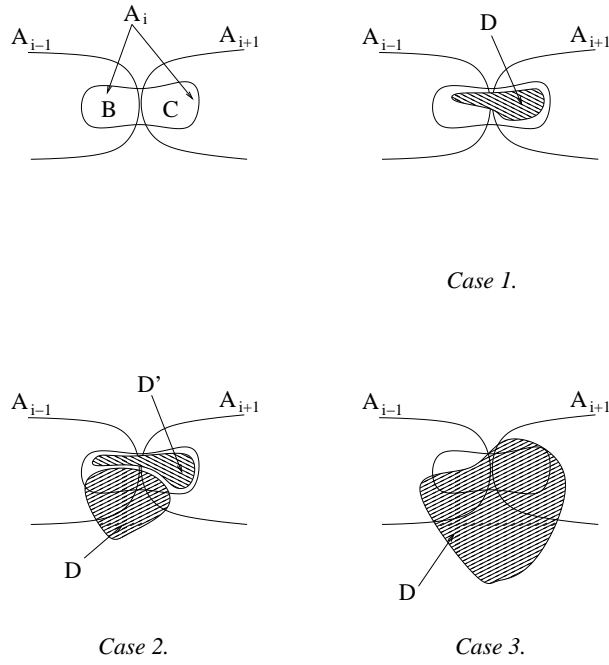 A_{i}
A_{i−1}
A_{i+1}
B
C
D
A_{i−1}
A_{i+1}
Case 1.
D'
A_{i−1}
A_{i+1}
D
Case 2.
A_{i−1}
A_{i+1}
D
Case 3.